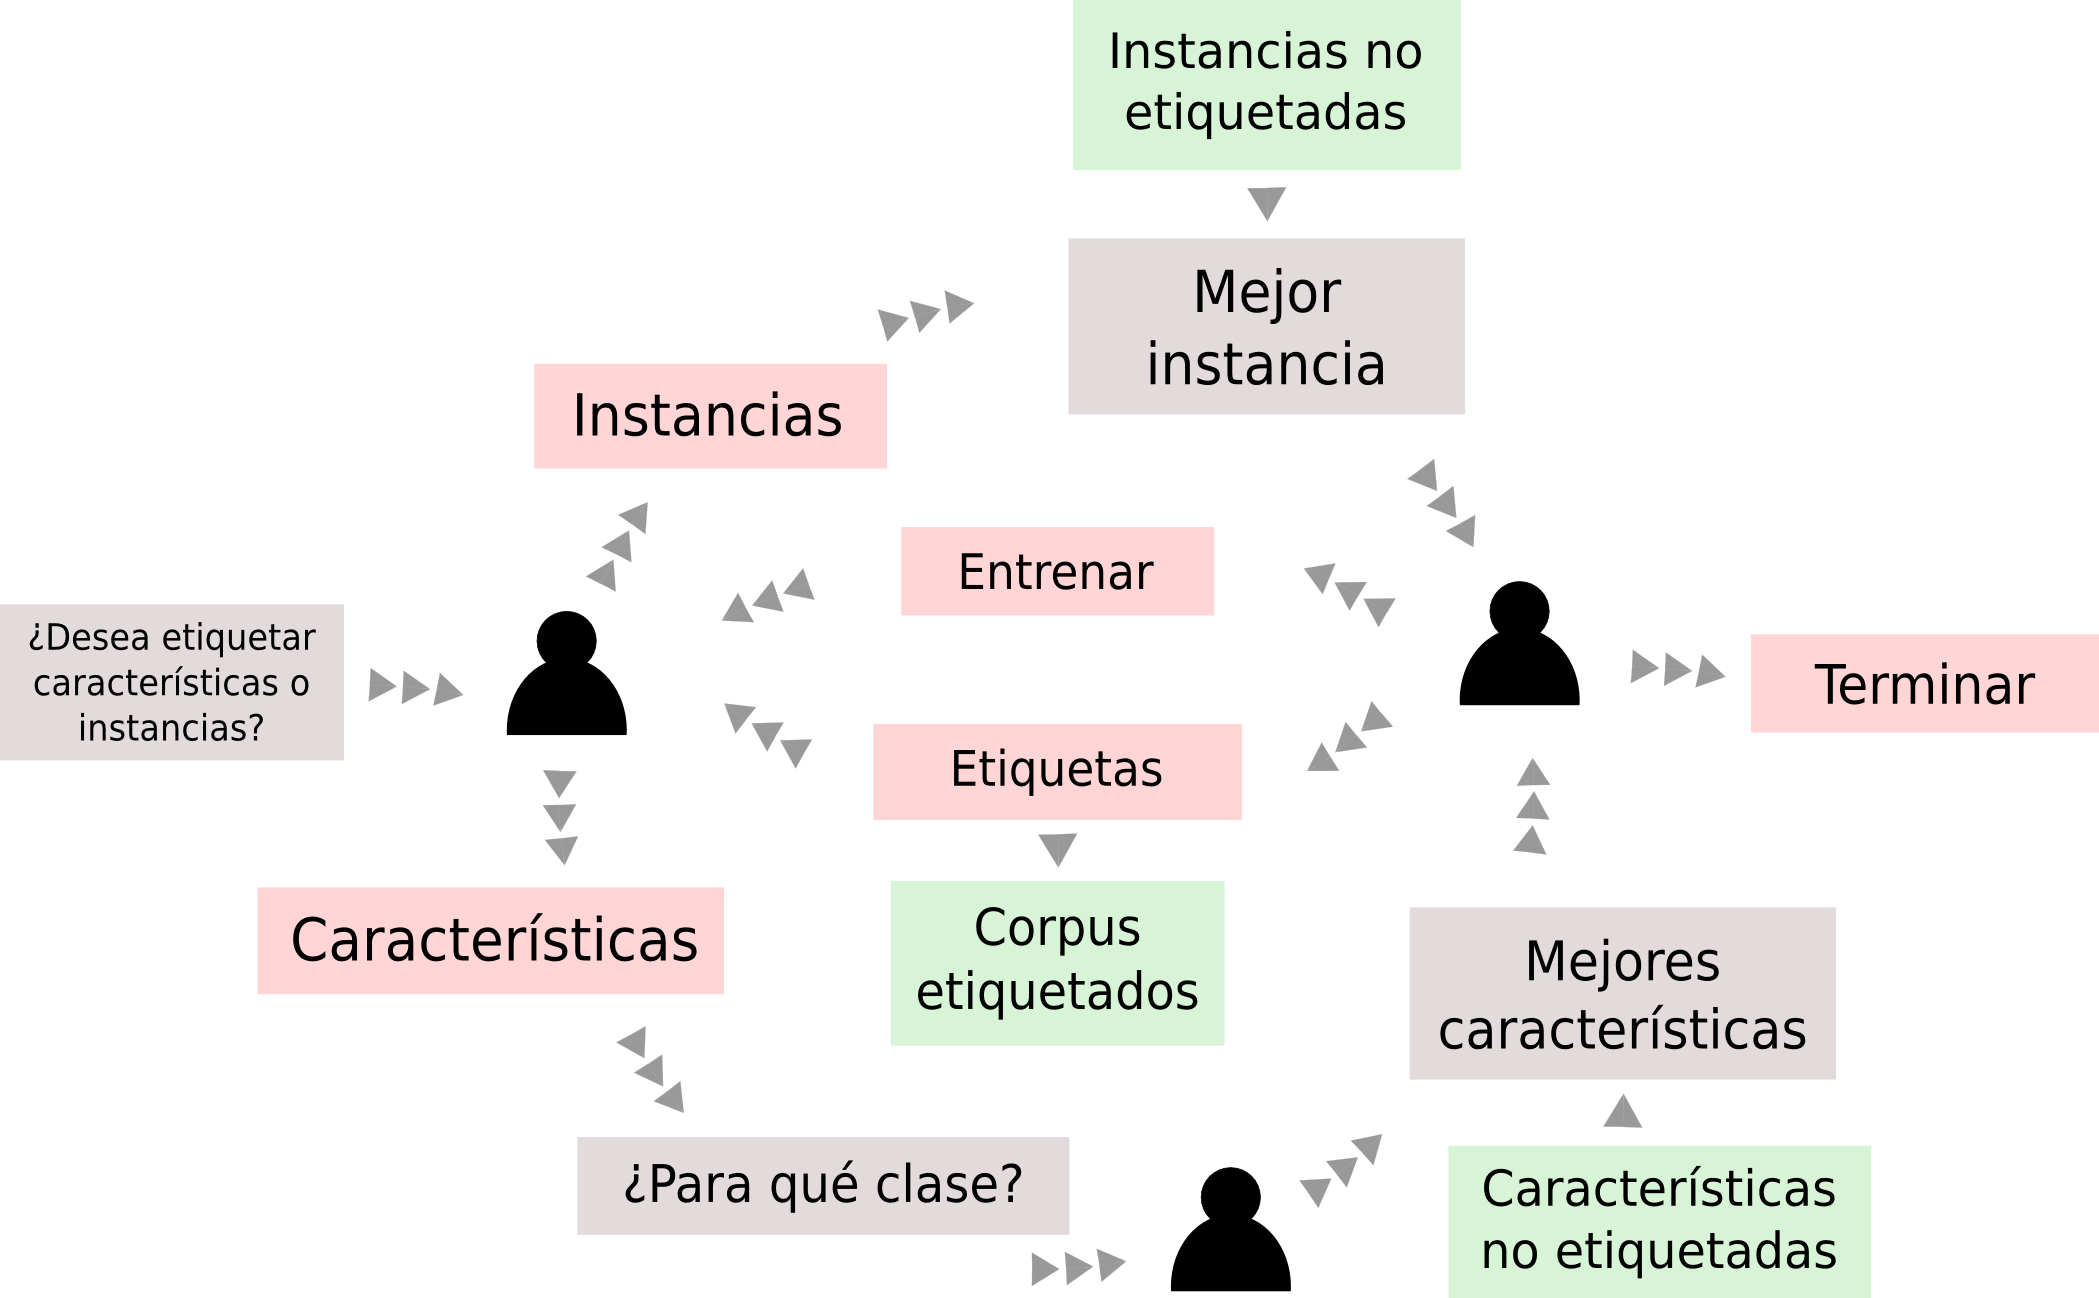 Instancias no
etiquetadas
Mejor
instancia
Instancias
Entrenar
¿Desea etiquetar
características o
instancias?
Terminar
Etiquetas
Características
Corpus
etiquetados
Mejores
características
¿Para qué clase?
Características
no etiquetadas